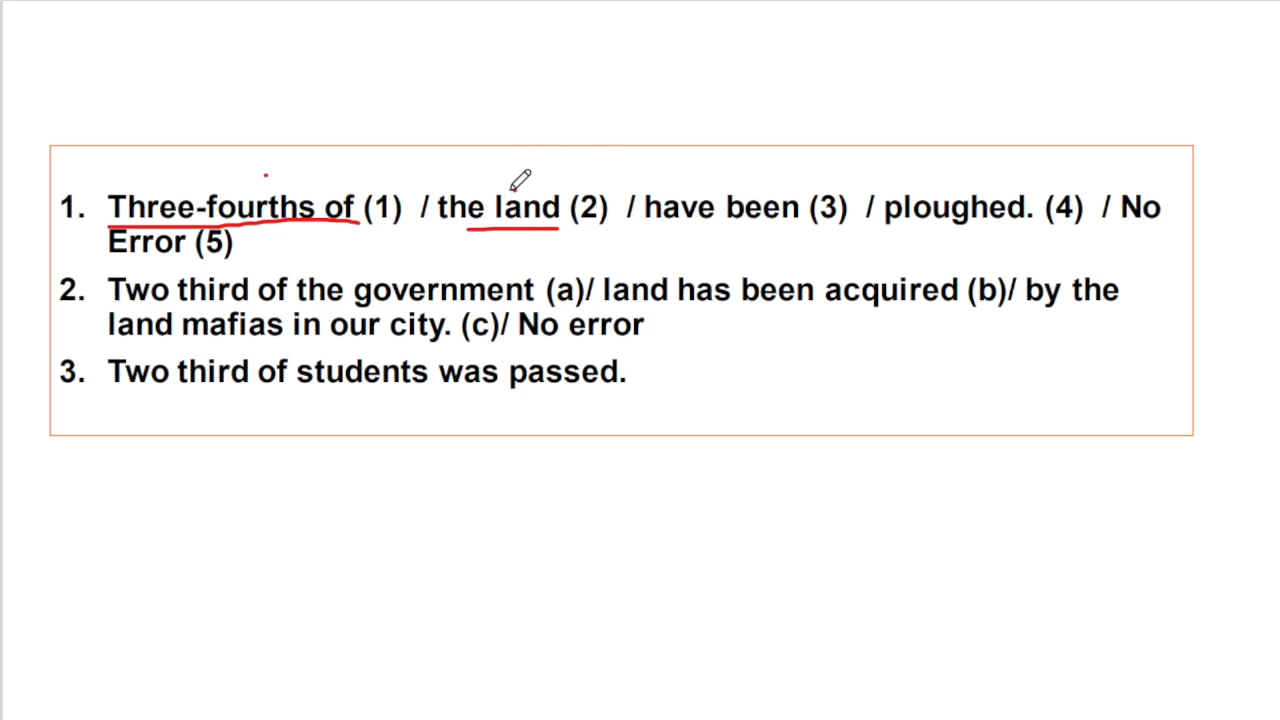 1. Three-fourths of (1) / the land (2) / have been (3) / ploughed. (4) / No
Error (5)
2. Two third of the government (a)/ land has been acquired (b)/ by the
land mafias in our city. (c)/ No error
3. Two third of students was passed.